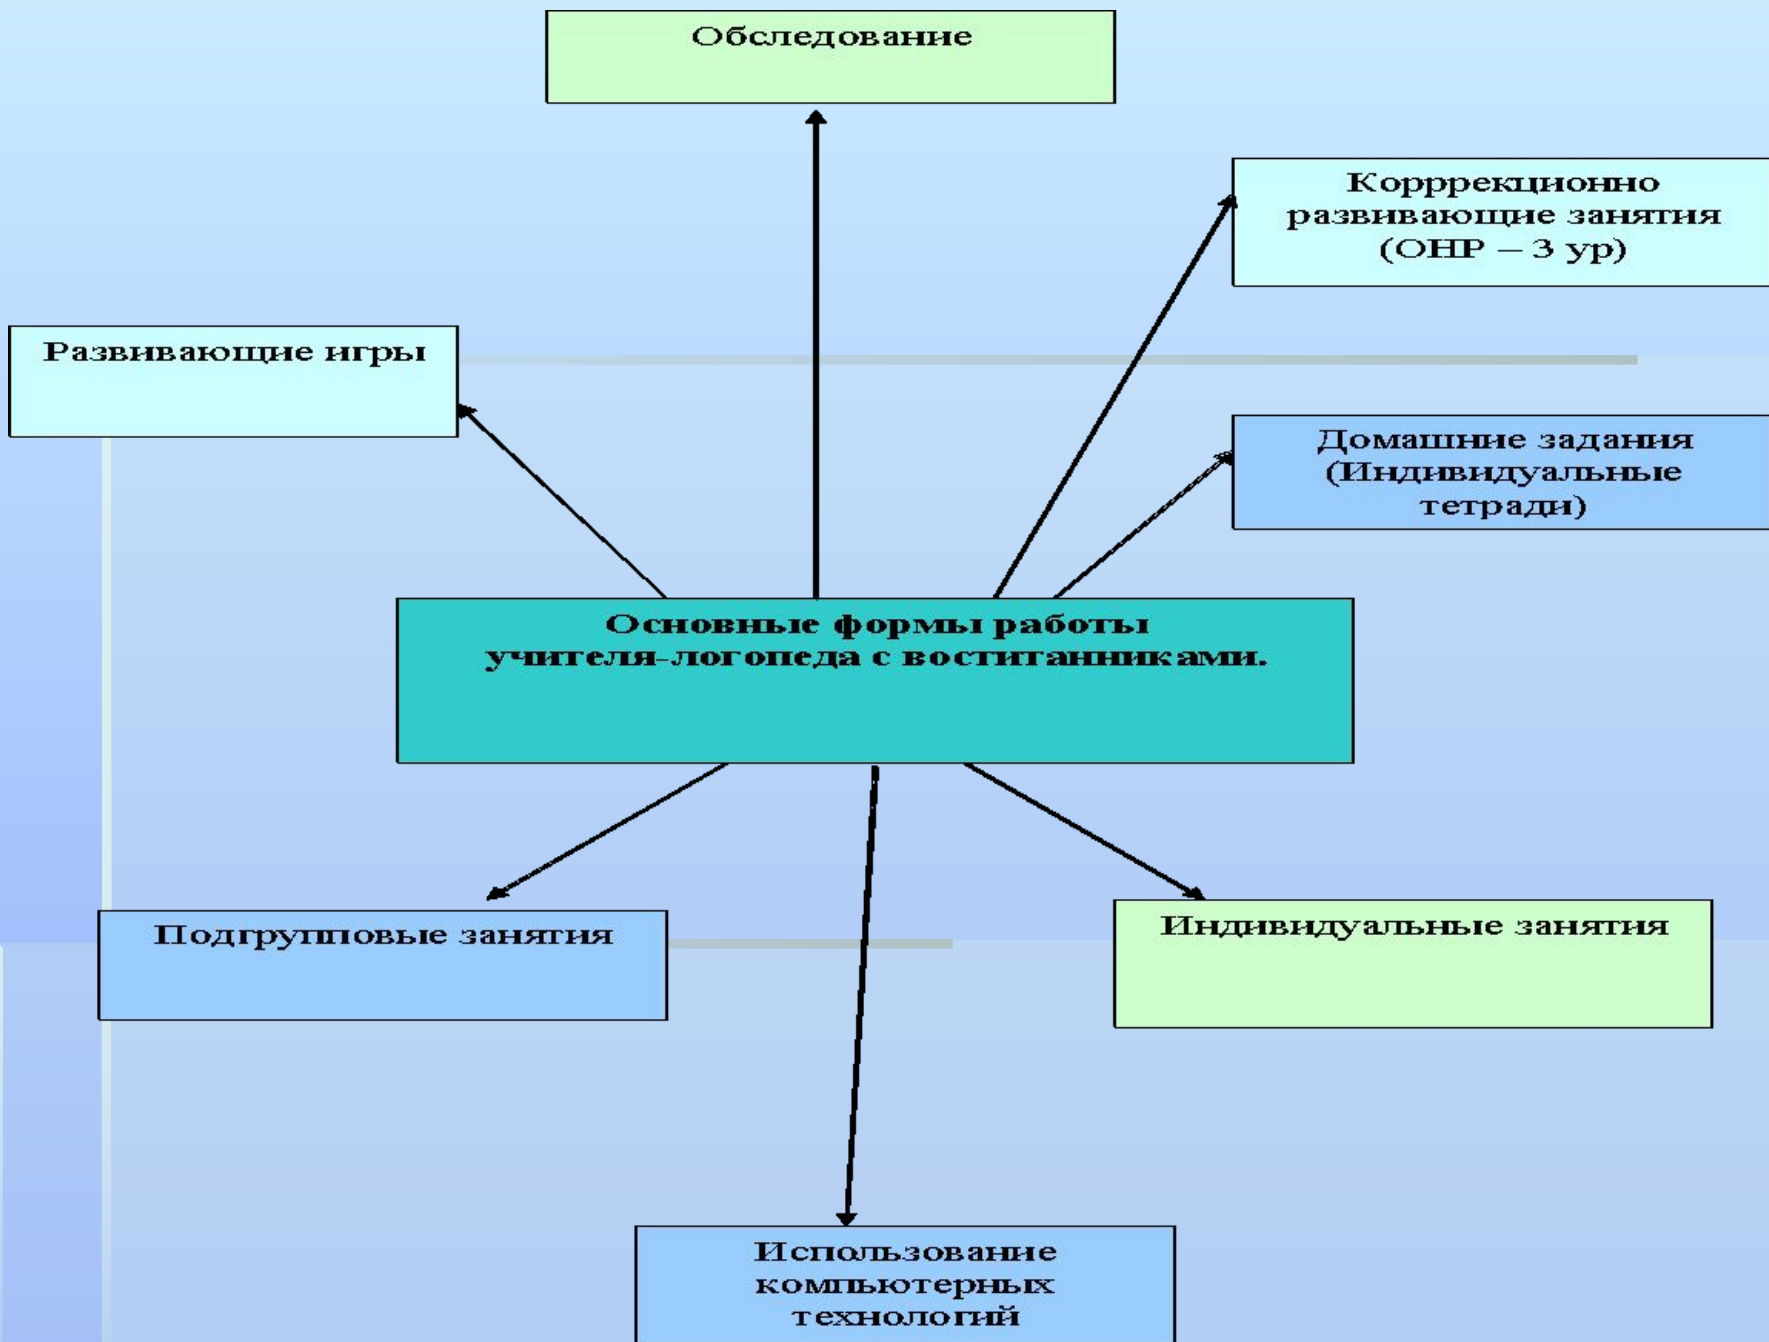 Обследование
Корррекционно
развивающие занятия
(ОНР – 3 ур)
Развивающие игры
Домашние задания
(Индивидуальные
тетради)
Основные формы работы
учителя-логопеда с воститанниками.
Подгрупповые занятия
Индивидуальные занятия
Использование
компьютерных
технологий